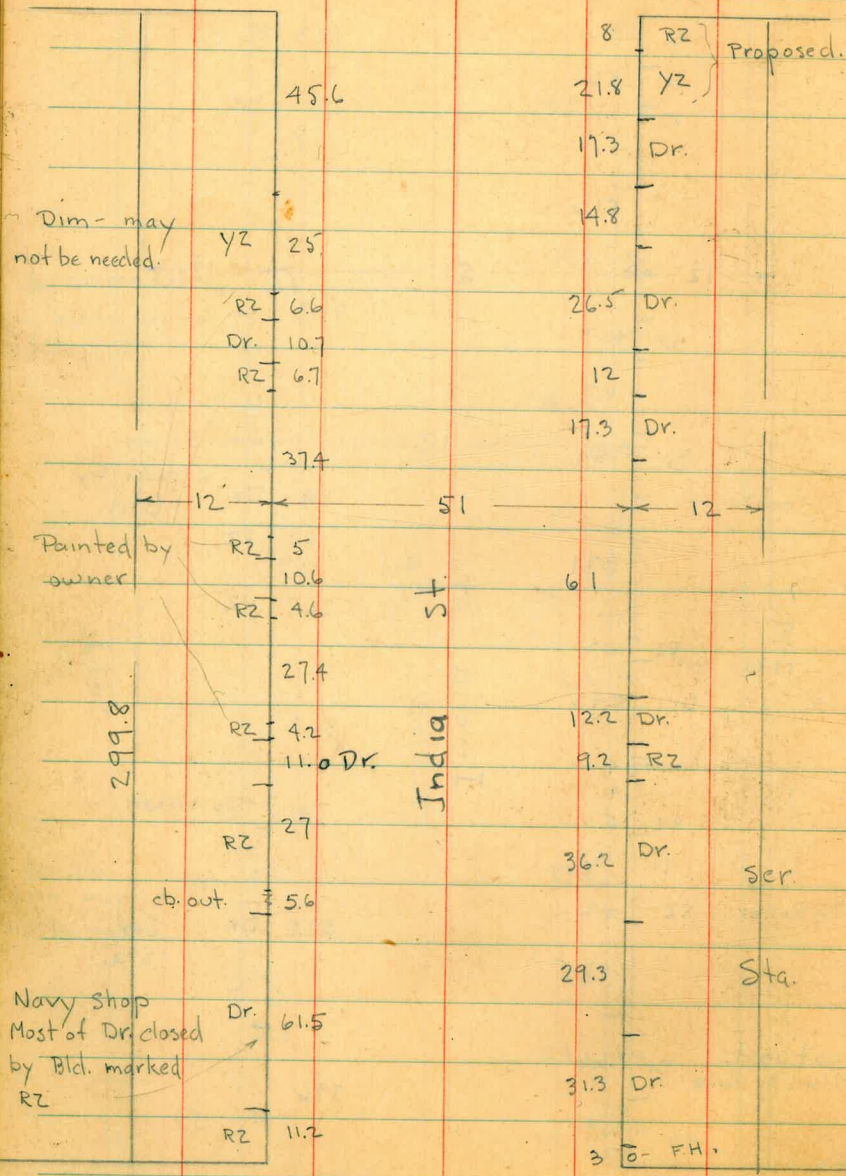 8 RZ
Proposed.
45.6
21.8 YZ
17.3 Dr.
14.8
Dim - may
not be needed.
YZ 25
RZ 6.6
26.5 Dr.
Dr. 10.7
RZ 6.7
12
17.3 Dr.
37.4
12'
51
12
Painted by
owner
RZ 5
10.6
61
RZ 4.6
27.4
India St.
299.8
RZ 4.2
12.2 Dr.
11.0 Dr.
9.2 RZ
RZ 27
36.2 Dr.
Ser.
Sta.
cb. out. 5.6
29.3
Navy Shop
Most of Dr. closed
by Bld. marked
RZ
Dr. 61.5
31.3 Dr.
RZ 11.2
3 F.H.